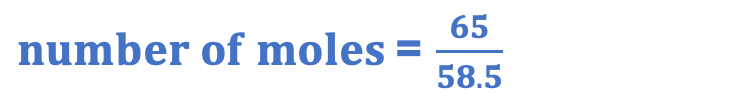 number of moles = 65/58.5